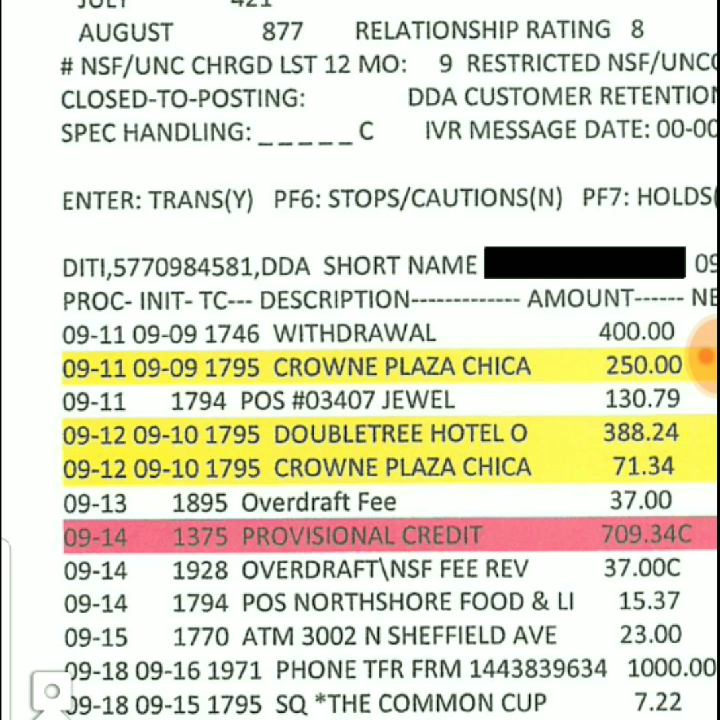 JULY 421
AUGUST 877 RELATIONSHIP RATING 8
# NSF/UNC CHRGD LST 12 MO: 9 RESTRICTED NSF/UNC
CLOSED-TO-POSTING: DDA CUSTOMER RETENTION
SPEC HANDLING: _ _ _ _ _ C IVR MESSAGE DATE: 00-00
ENTER: TRANS(Y) PF6: STOPS/CAUTIONS(N) PF7: HOLDS(
DITI,5770984581,DDA SHORT NAME 09
PROC- INIT- TC--- DESCRIPTION------------- AMOUNT------ NE
09-11 09-09 1746 WITHDRAWAL 400.00
09-11 09-09 1795 CROWNE PLAZA CHICA 250.00
09-11 1794 POS #03407 JEWEL 130.79
09-12 09-10 1795 DOUBLETREE HOTEL O 388.24
09-12 09-10 1795 CROWNE PLAZA CHICA 71.34
09-13 1895 Overdraft Fee 37.00
09-14 1375 PROVISIONAL CREDIT 709.34C
09-14 1928 OVERDRAFT\NSF FEE REV 37.00C
09-14 1794 POS NORTHSHORE FOOD & LI 15.37
09-15 1770 ATM 3002 N SHEFFIELD AVE 23.00
09-18 09-16 1971 PHONE TFR FRM 1443839634 1000.00
09-18 09-15 1795 SQ *THE COMMON CUP 7.22